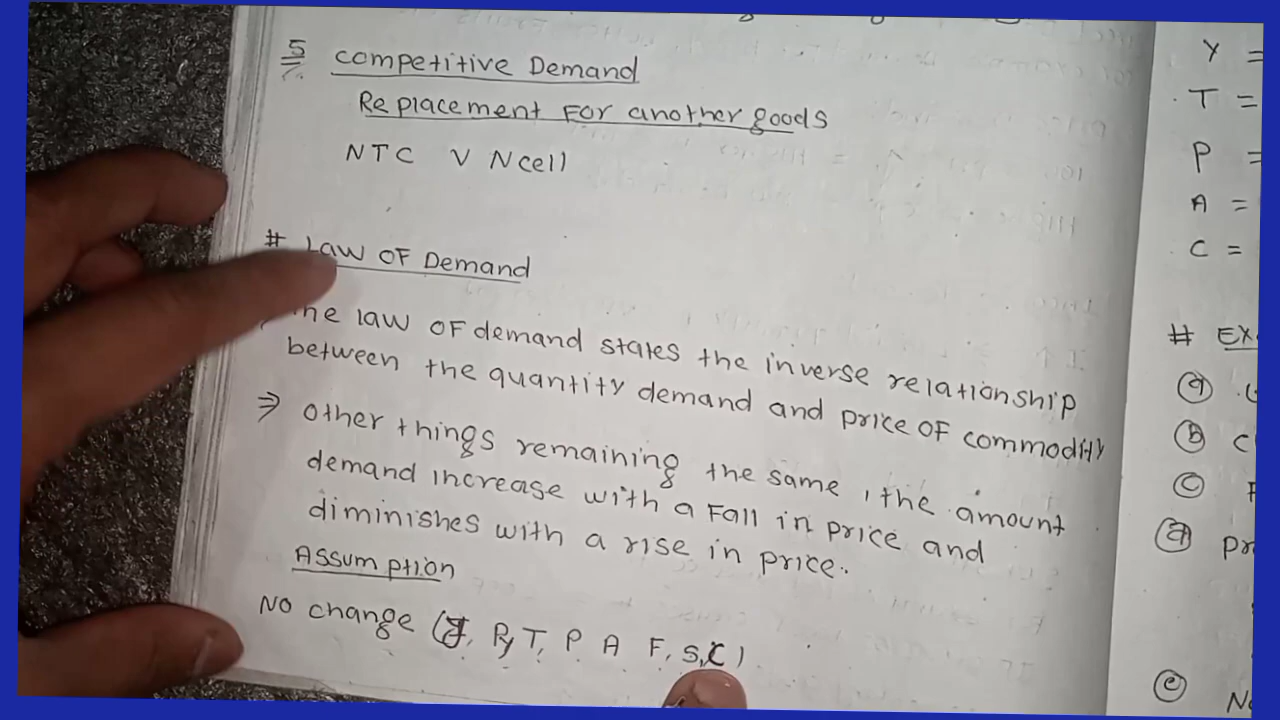 5 Competitive Demand
Replacement For another goods
NTC V Ncell
# Law OF Demand
The law OF demand states the inverse relationship
between the quantity demand and price OF commodity
⇒ Other things remaining the same, the amount
demand increase with a Fall in price and
diminishes with a rise in price.
Assumption
No change (Y, Py T, P A F, S, C)
Y =
T =
P =
A =
C =
# EX
a
b C
c F
d Pr
e No